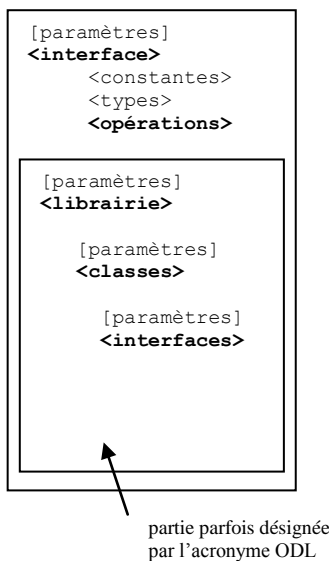 [paramètres]
<interface>
<constantes>
<types>
<opérations>
[paramètres]
<librairie>
[paramètres]
<classes>
[paramètres]
<interfaces>
partie parfois désignée
par l'acronyme ODL